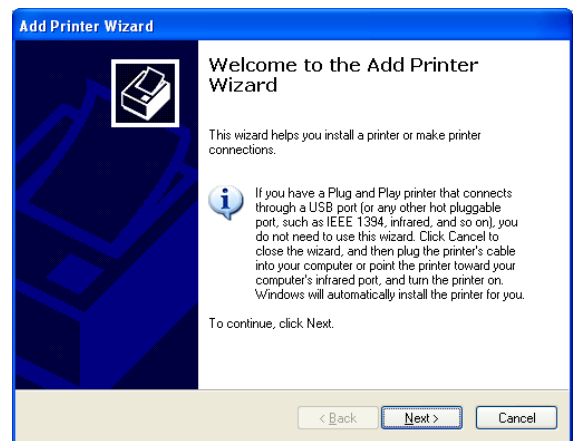 Add Printer Wizard
Welcome to the Add Printer
Wizard
This wizard helps you install a printer or make printer
connections.
If you have a Plug and Play printer that connects
through a USB port (or any other hot pluggable
port, such as IEEE 1394, infrared, and so on), you
do not need to use this wizard. Click Cancel to
close the wizard, and then plug the printer's cable
into your computer or point the printer toward your
computer's infrared port, and turn the printer on.
Windows will automatically install the printer for you.
To continue, click Next.
< Back Next > Cancel